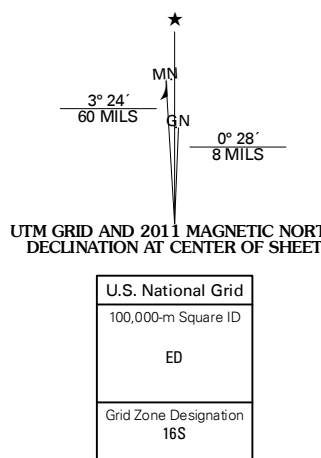 MN
3° 24´
60 MILS
GN
0° 28´
8 MILS
UTM GRID AND 2011 MAGNETIC NORT
DECLINATION AT CENTER OF SHEET
U.S. National Grid
100,000-m Square ID
ED
Grid Zone Designation
16S